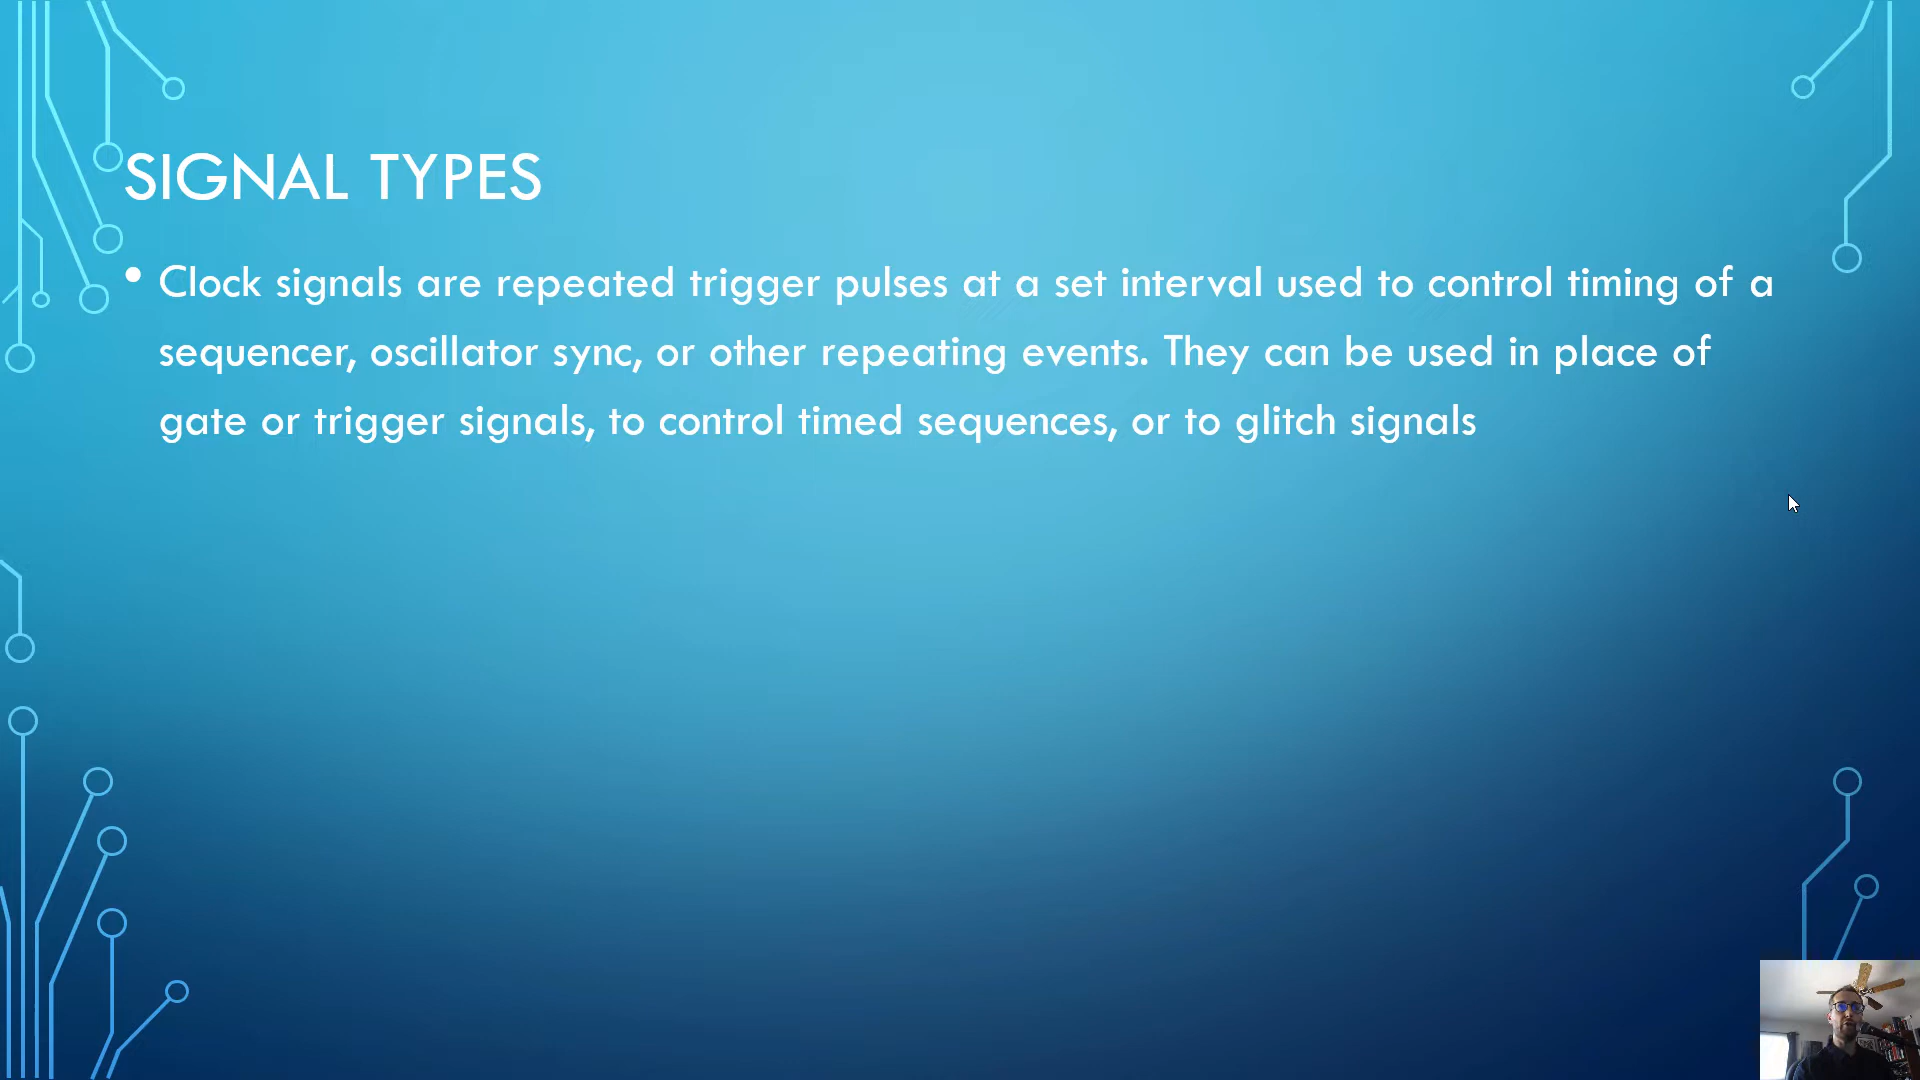 SIGNAL TYPES
• Clock signals are repeated trigger pulses at a set interval used to control timing of a
sequencer, oscillator sync, or other repeating events. They can be used in place of
gate or trigger signals, to control timed sequences, or to glitch signals